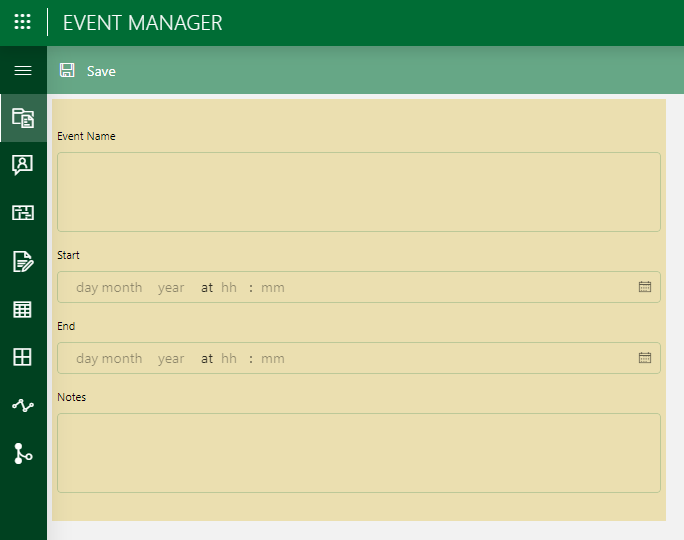 EVENT MANAGER
Save
Event Name
Start
day month year at hh : mm
End
day month year at hh : mm
Notes